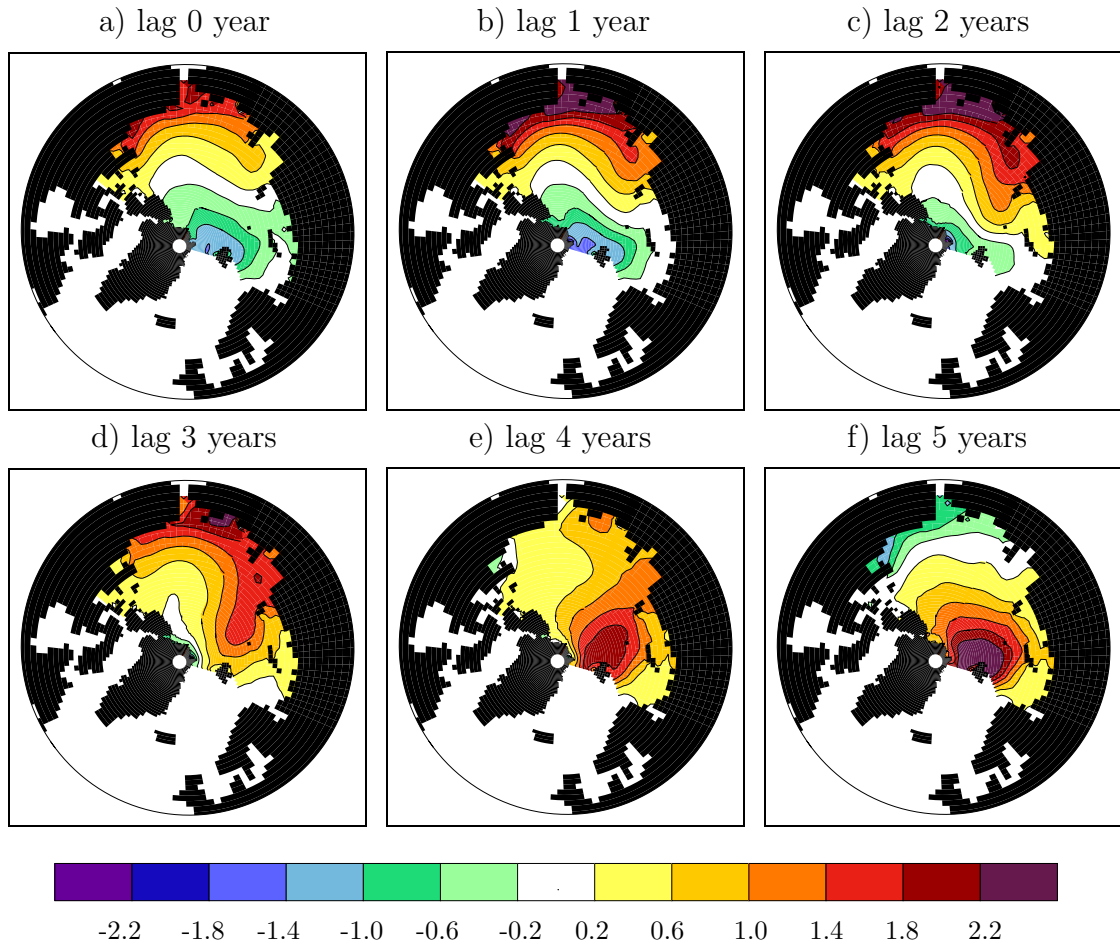 a) lag 0 year b) lag 1 year c) lag 2 years
d) lag 3 years e) lag 4 years f) lag 5 years
-2.2 -1.8 -1.4 -1.0 -0.6 -0.2 0.2 0.6 1.0 1.4 1.8 2.2